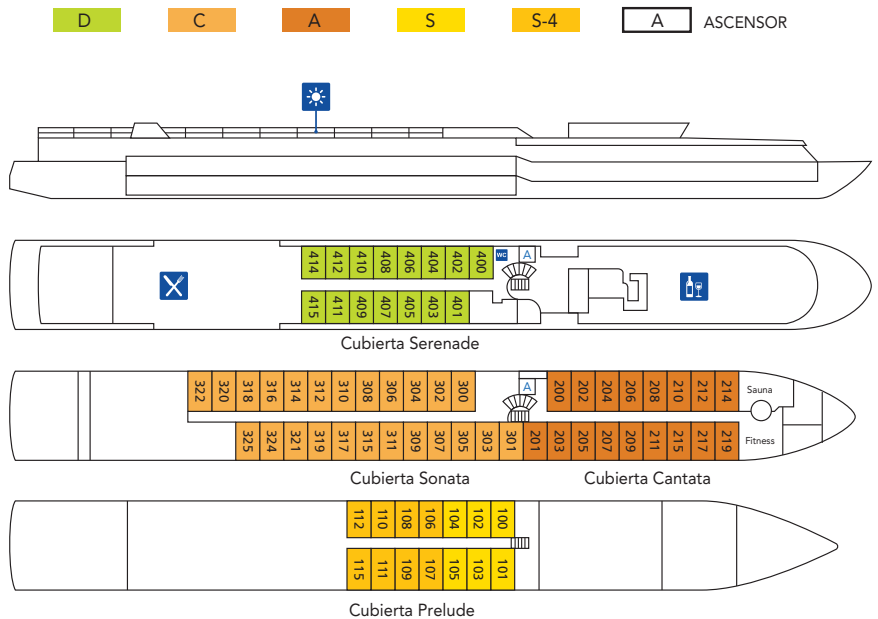 D C A S S-4 A ASCENSOR
414 412 410 408 406 404 402 400 WC A
415 411 409 407 405 403 401
Cubierta Serenade
322 320 318 316 314 312 310 308 306 304 302 300 A 200 202 204 206 208 210 212 214 Sauna
325 324 321 319 317 315 311 309 307 305 303 301 201 203 205 207 209 211 215 217 219 Fitness
Cubierta Sonata Cubierta Cantata
112 110 108 106 104 102 100
115 111 109 107 105 103 101
Cubierta Prelude